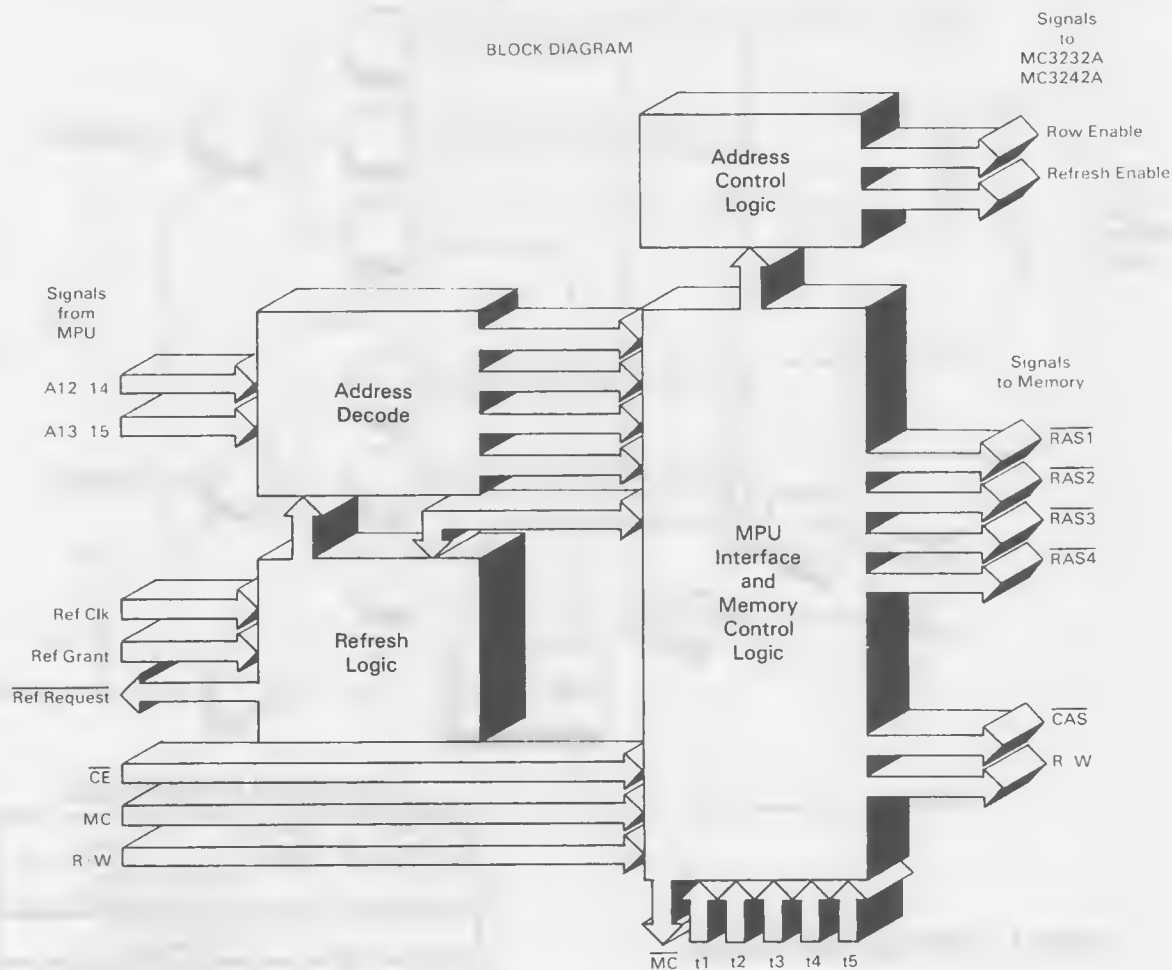 BLOCK DIAGRAM
Signals
to
MC3232A
MC3242A
Row Enable
Refresh Enable
Address
Control
Logic
Signals
from
MPU
A12 14
A13 15
Address
Decode
Signals
to Memory
RAS1
RAS2
RAS3
RAS4
MPU
Interface
and
Memory
Control
Logic
Ref Clk
Ref Grant
Ref Request
Refresh
Logic
CAS
R W
CE
MC
R·W
MC t1 t2 t3 t4 t5